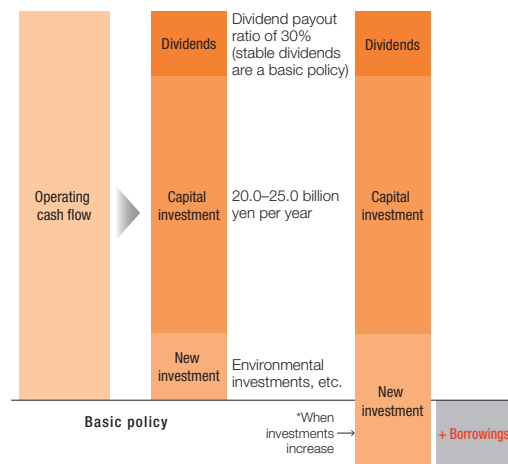 Operating
cash flow
Dividends
Dividend payout
ratio of 30%
(stable dividends
are a basic policy)
Capital
investment
20.0–25.0 billion
yen per year
New
investment
Environmental
investments, etc.
Dividends
Capital
investment
New
investment
Basic policy
*When
investments
increase
+ Borrowings